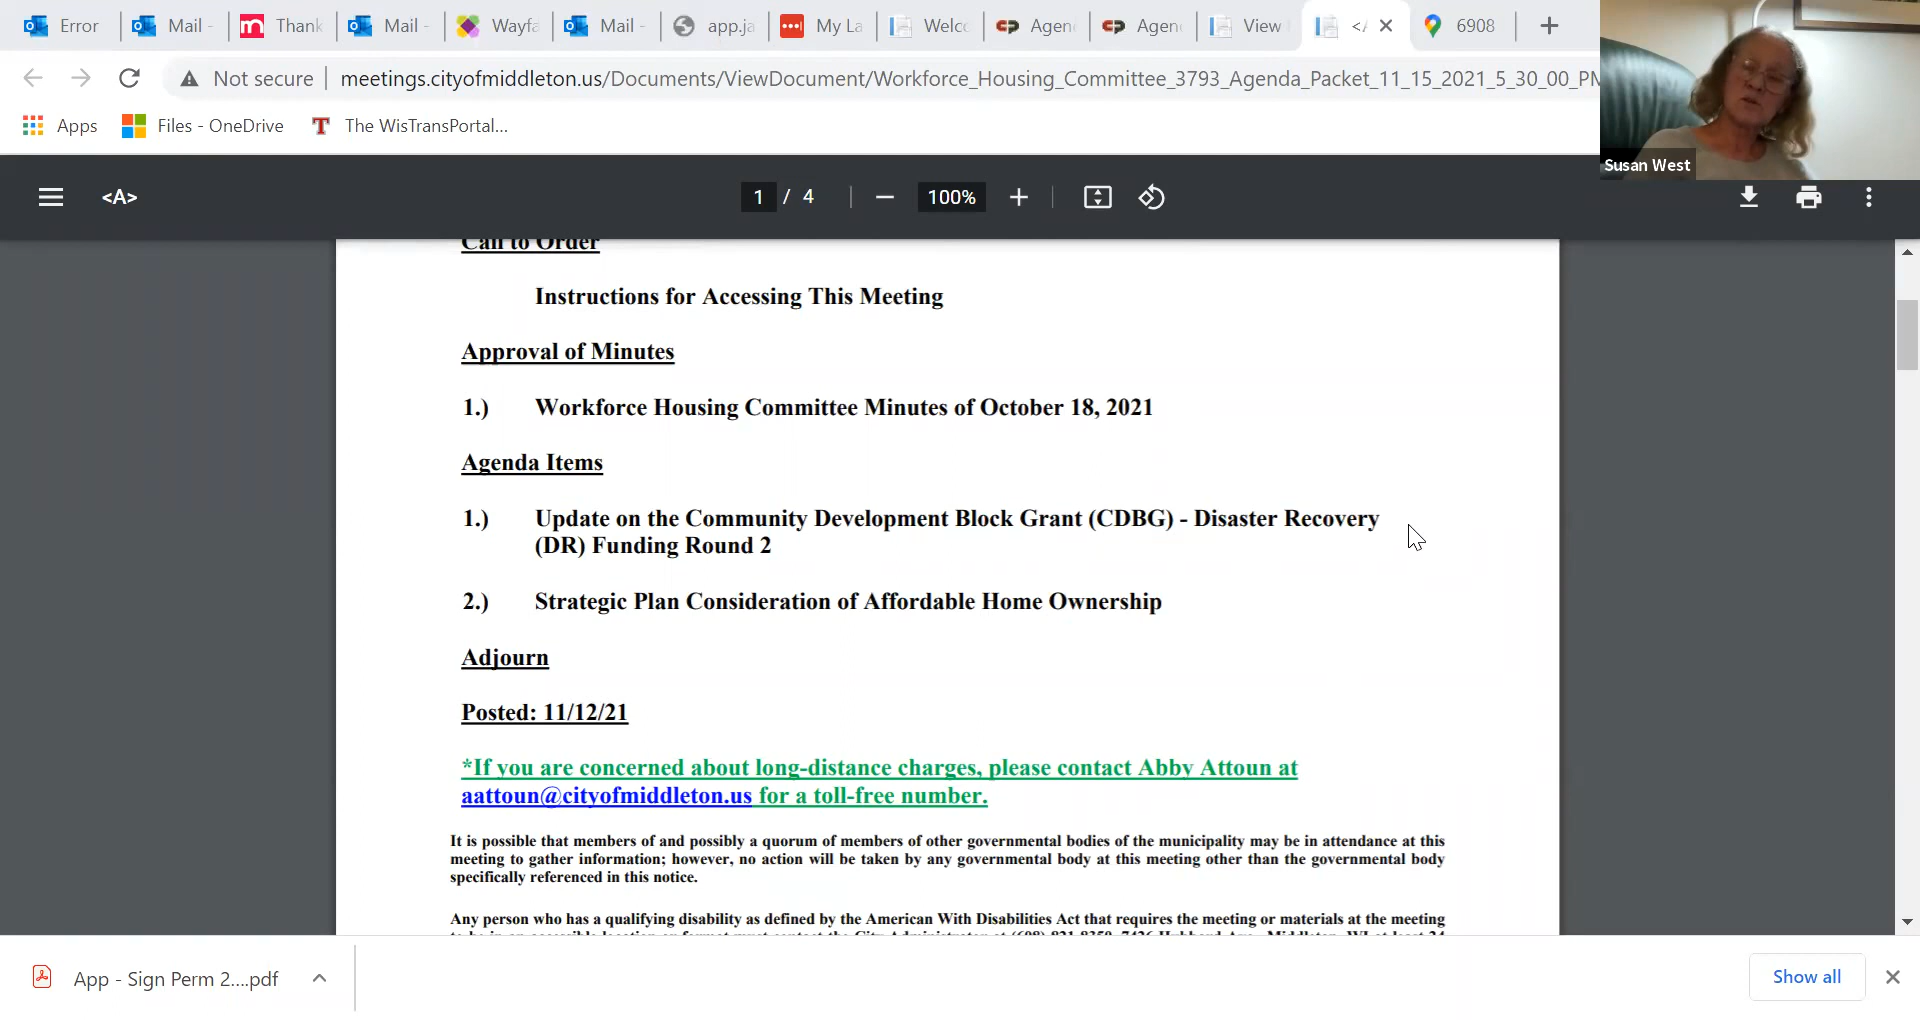 Error
Mail
Thank
Mail
Wayfa
Mail
app.ja
My La
Welc
Agen
Agen
View
<
6908
Not secure
meetings.cityofmiddleton.us/Documents/ViewDocument/Workforce_Housing_Committee_3793_Agenda_Packet_11_15_2021_5_30_00_PM
Apps
Files - OneDrive
The WisTransPortal...
Susan West
<A>
1 / 4
100%
Call to Order
Instructions for Accessing This Meeting
Approval of Minutes
1.) Workforce Housing Committee Minutes of October 18, 2021
Agenda Items
1.) Update on the Community Development Block Grant (CDBG) - Disaster Recovery
(DR) Funding Round 2
2.) Strategic Plan Consideration of Affordable Home Ownership
Adjourn
Posted: 11/12/21
*If you are concerned about long-distance charges, please contact Abby Attoun at
aattoun@cityofmiddleton.us for a toll-free number.
It is possible that members of and possibly a quorum of members of other governmental bodies of the municipality may be in attendance at this
meeting to gather information; however, no action will be taken by any governmental body at this meeting other than the governmental body
specifically referenced in this notice.
Any person who has a qualifying disability as defined by the American With Disabilities Act that requires the meeting or materials at the meeting
App - Sign Perm 2....pdf
Show all